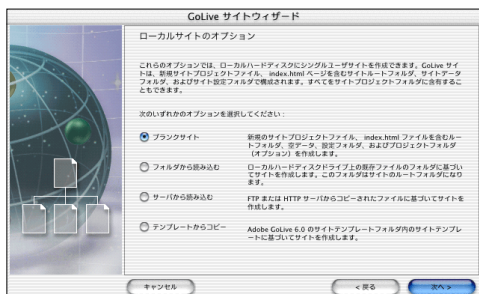 GoLive サイトウィザード
ローカルサイトのオプション
これらのオプションでは、ローカルハードディスクにシングルユーザサイトを作成できます。GoLive サイ
トは、新規サイトプロジェクトファイル、 index.html ページを含むサイトルートフォルダ、サイトデータ
フォルダ、およびサイト設定フォルダで構成されます。すべてをサイトフォルダに含有するこ
ともできます。
次のいずれかのオプションを選択してください：
ブランクサイト
新規のサイトプロジェクトファイル、 index.html ファイルを含むルー
トフォルダ、空データ、設定フォルダ、およびプロジェクトフォルダ
（オプション）を作成します。
フォルダから読み込む
ローカルハードディスクドライブ上の既存ファイルのフォルダに基づい
てサイトを作成します。このフォルダはサイトのルートフォルダになり
ます。
サーバから読み込む
FTP または HTTP サーバからコピーされたファイルに基づいてサイトを
作成します。
テンプレートからコピー
Adobe GoLive 6.0 のサイトテンプレートフォルダ内のサイトテンプレ
ートに基づいてサイトを作成します。
キャンセル
< 戻る
次へ >